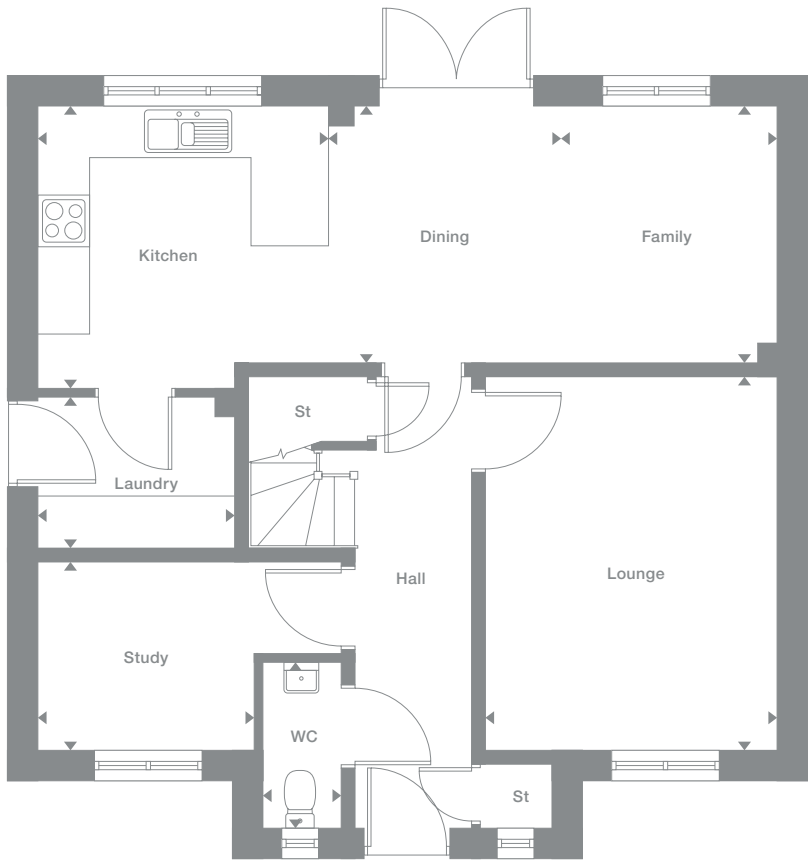 Kitchen
Dining
Family
St
Laundry
Hall
Lounge
Study
WC
St